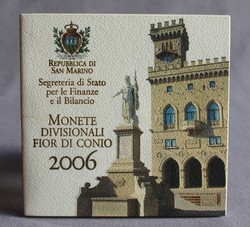 REPUBBLICA DI
SAN MARINO
Segreteria di Stato
per le Finanze
e il Bilancio
MONETE
DIVISIONALI
FIOR DI CONIO
2006